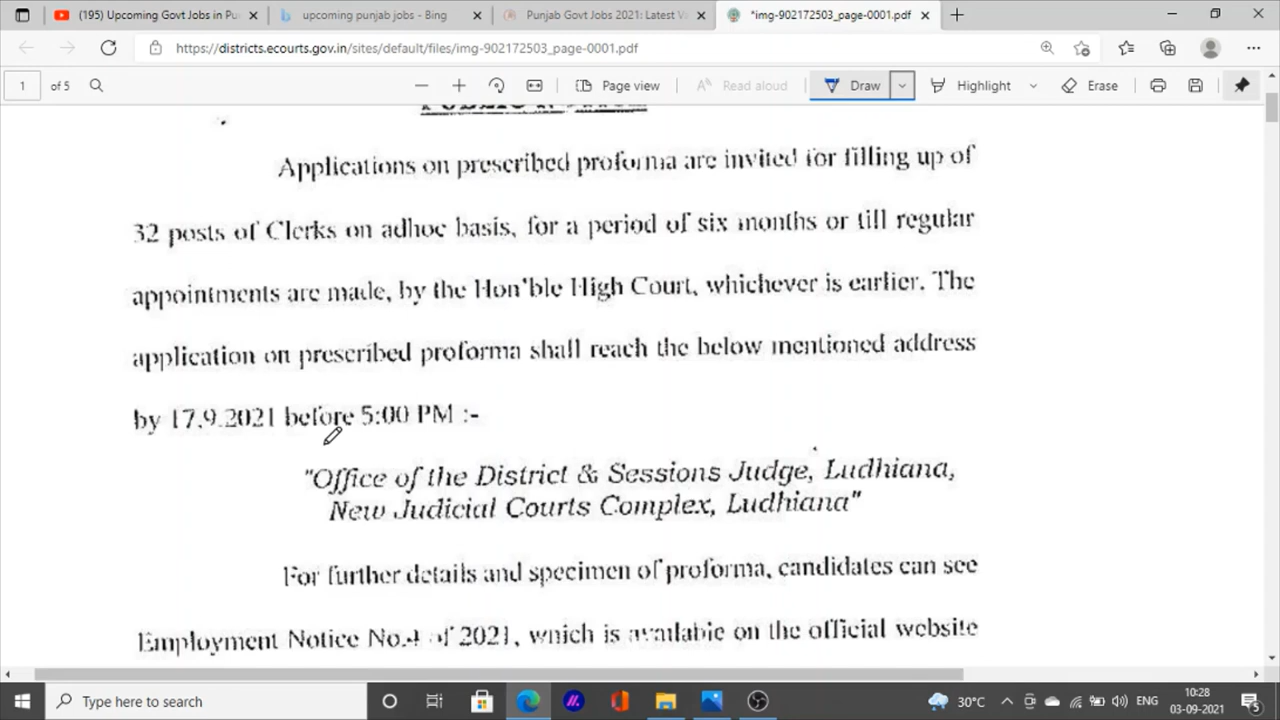 (195) Upcoming Govt Jobs in Pu
upcoming punjab jobs - Bing
Punjab Govt Jobs 2021: Latest Va
*img-902172503_page-0001.pdf
https://districts.ecourts.gov.in/sites/default/files/img-902172503_page-0001.pdf
1 of 5 Page view Read aloud Draw Highlight Erase
Applications on prescribed proforma are invited for filling up of
32 posts of Clerks on adhoc basis, for a period of six months or till regular
appointments are made, by the Hon'ble High Court, whichever is earlier. The
application on prescribed proforma shall reach the below mentioned address
by 17.9.2021 before 5:00 PM :-
"Office of the District & Sessions Judge, Ludhiana,
New Judicial Courts Complex, Ludhiana"
For further details and specimen of proforma, candidates can see
Employment Notice No.4 of 2021, which is available on the official website
Type here to search
30°C
ENG
10:28
03-09-2021
5